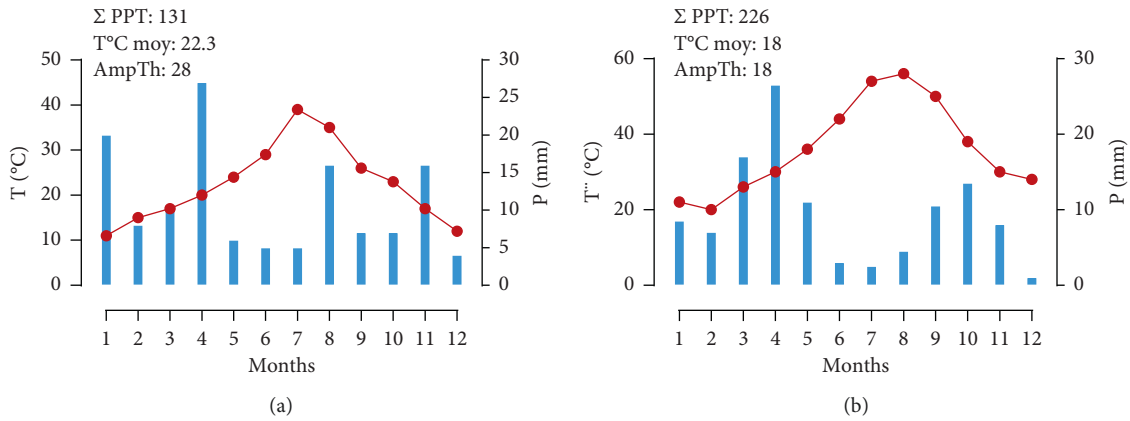 Σ PPT: 131
T°C moy: 22.3
AmpTh: 28
50
40
30
20
10
0
T (°C)
30
25
20
15
10
5
0
P (mm)
1 2 3 4 5 6 7 8 9 10 11 12
Months
(a)
Σ PPT: 226
T°C moy: 18
AmpTh: 18
60
40
20
0
T¨ (°C)
30
20
10
0
P (mm)
1 2 3 4 5 6 7 8 9 10 11 12
Months
(b)